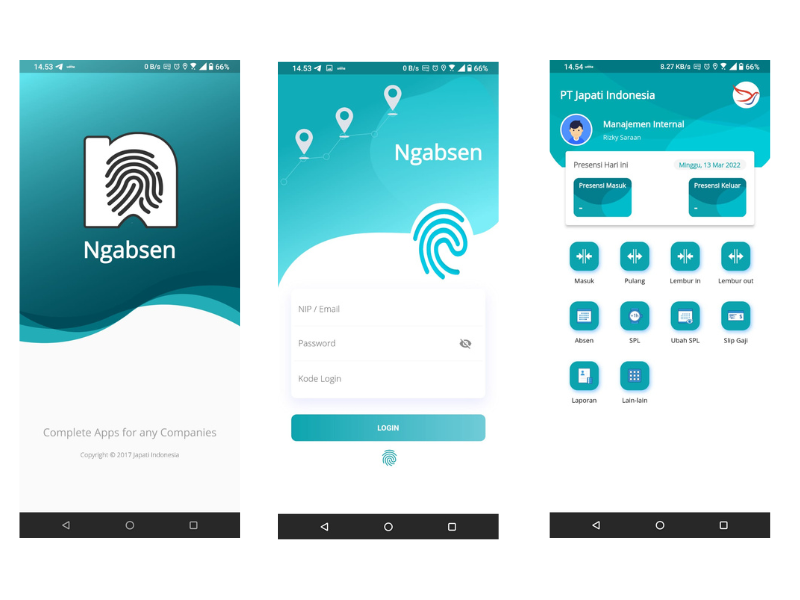 14.53
0 B/s
66%
Ngabsen
Complete Apps for any Companies
Copyright © 2017 Japati Indonesia
14.53
0 B/s
66%
Ngabsen
NIP / Email
Password
Kode Login
LOGIN
14.54
8.27 KB/s
66%
PT Japati Indonesia
Manajemen Internal
Rizky Saraan
Presensi Hari Ini
Minggu, 13 Mar 2022
Presensi Masuk
Presensi Keluar
-
-
Masuk
Pulang
Lembur in
Lembur out
Absen
SPL
Ubah SPL
Slip Gaji
Laporan
Lain-lain